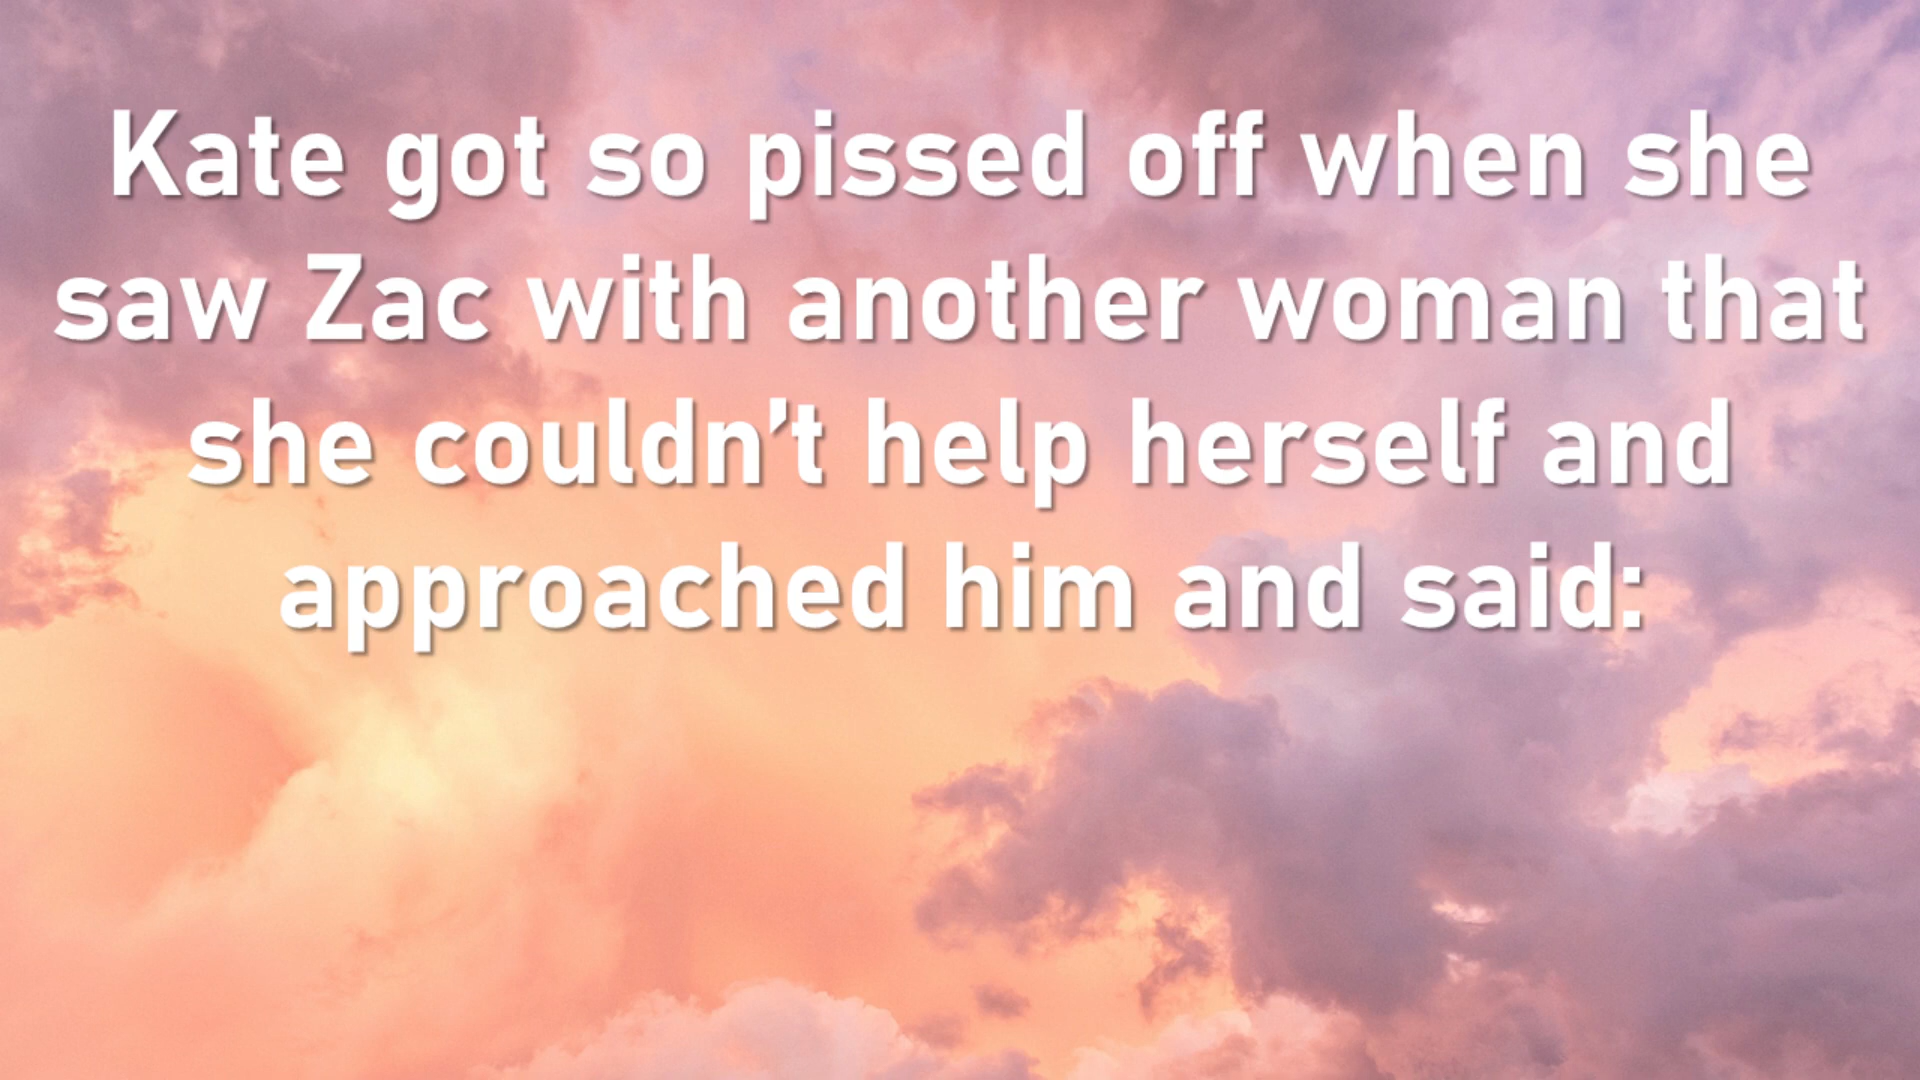 Kate got so pissed off when she
saw Zac with another woman that
she couldn't help herself and
approached him and said: